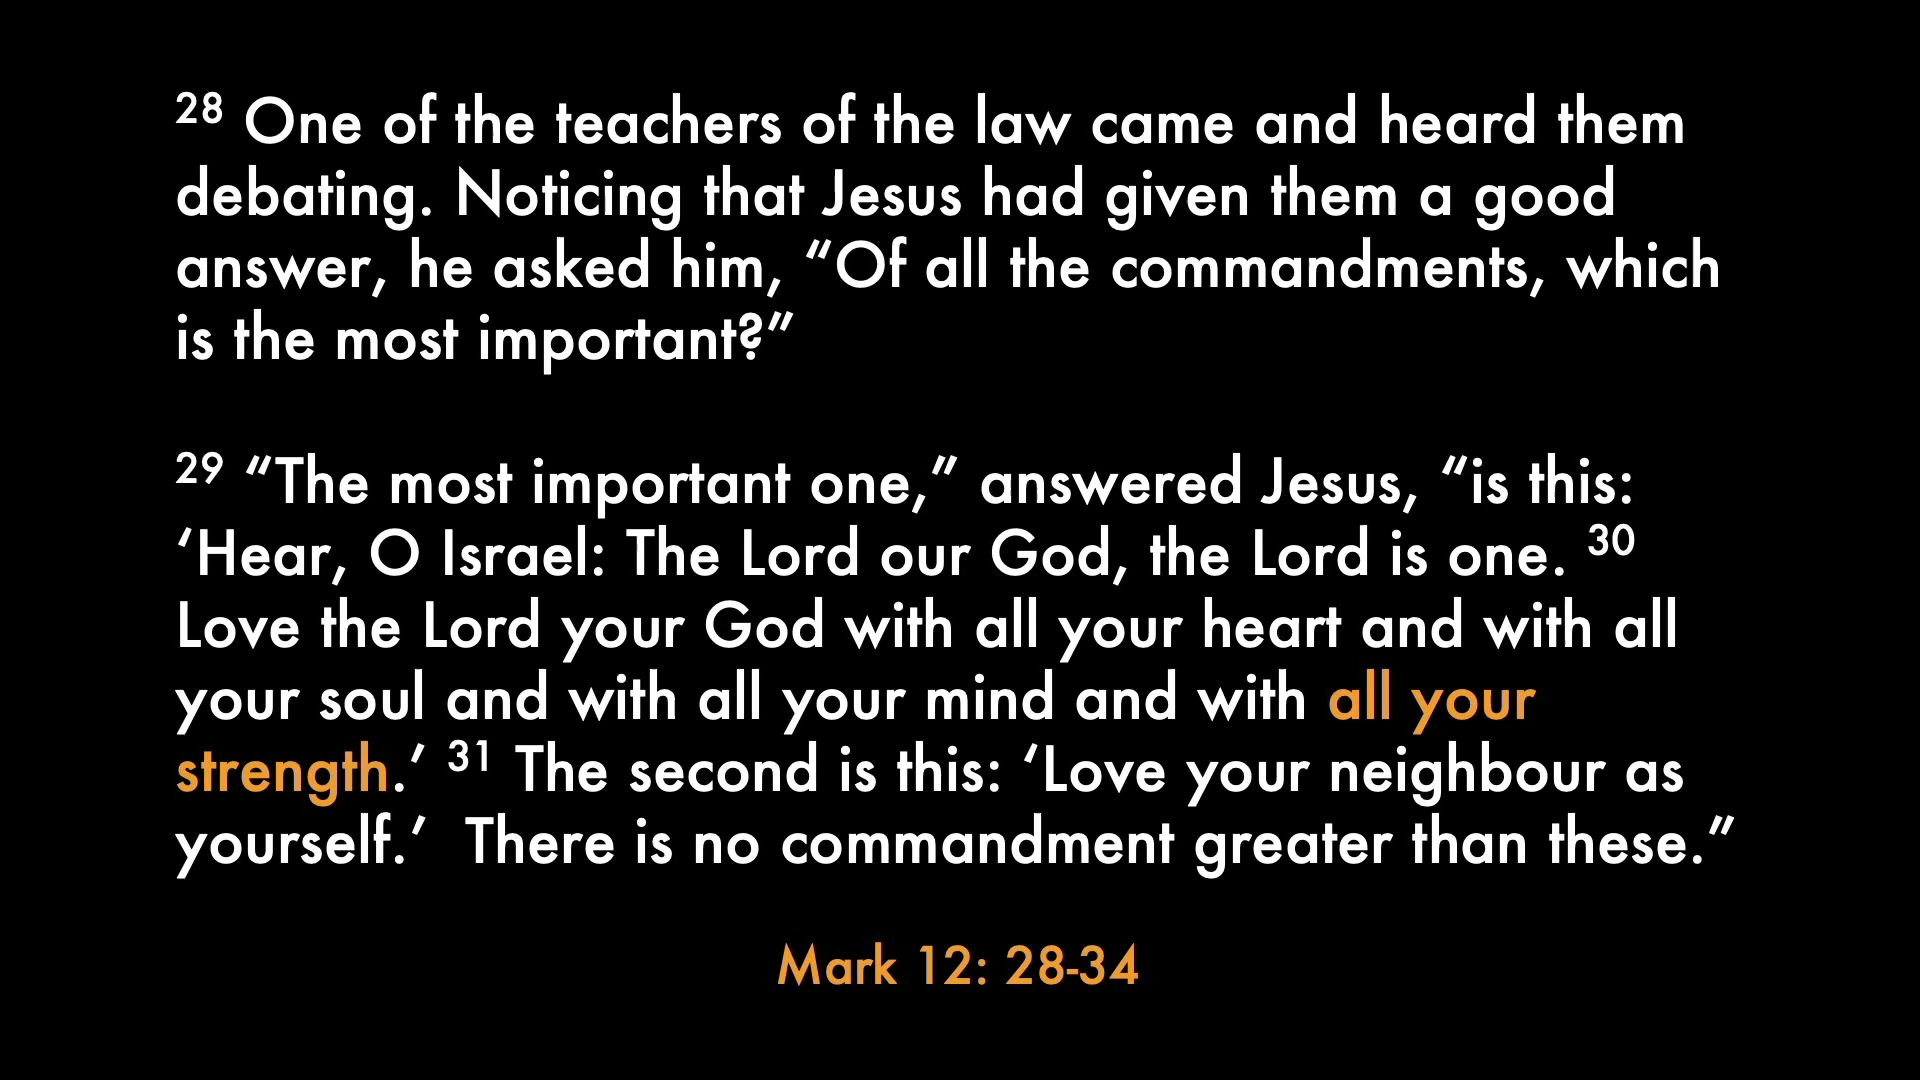 28 One of the teachers of the law came and heard them
debating. Noticing that Jesus had given them a good
answer, he asked him, “Of all the commandments, which
is the most important?”
29 “The most important one,” answered Jesus, “is this:
‘Hear, O Israel: The Lord our God, the Lord is one. 30
Love the Lord your God with all your heart and with all
your soul and with all your mind and with all your
strength.’ 31 The second is this: ‘Love your neighbour as
yourself.’  There is no commandment greater than these.”
Mark 12: 28-34